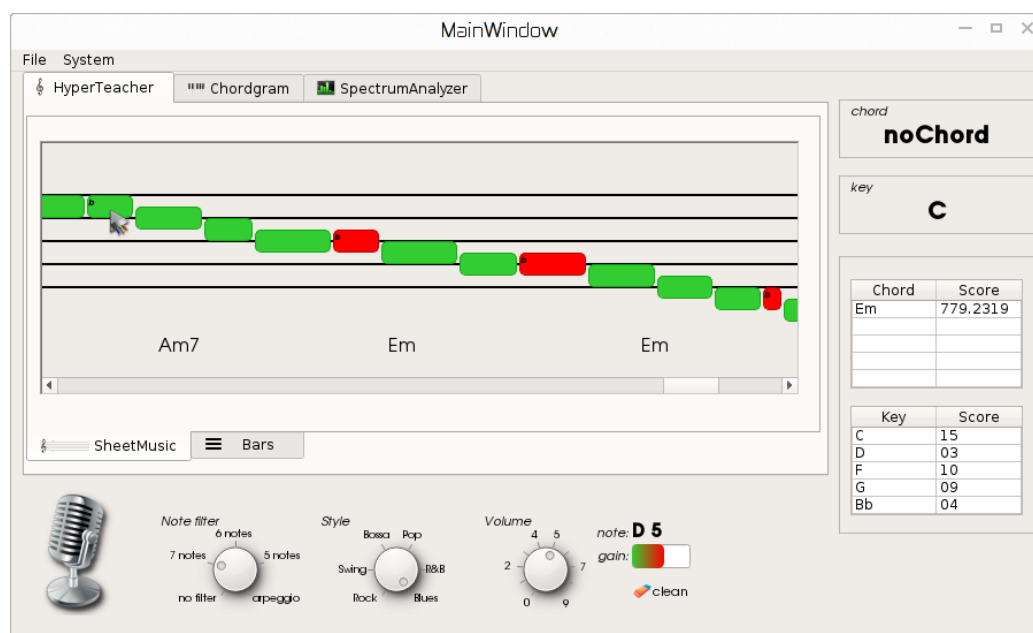 MainWindow
File System
HyperTeacher Chordgram SpectrumAnalyzer
chord
noChord
key
C
b b b b
Am7 Em Em
Chord Score
Em 779.2319
Key Score
C 15
D 03
F 10
G 09
Bb 04
SheetMusic Bars
Note filter
6 notes
7 notes 5 notes
no filter arpeggio
Style
Bossa Pop
Swing R&B
Rock Blues
Volume
4 5
2 7
0 9
note: D 5
gain:
clean